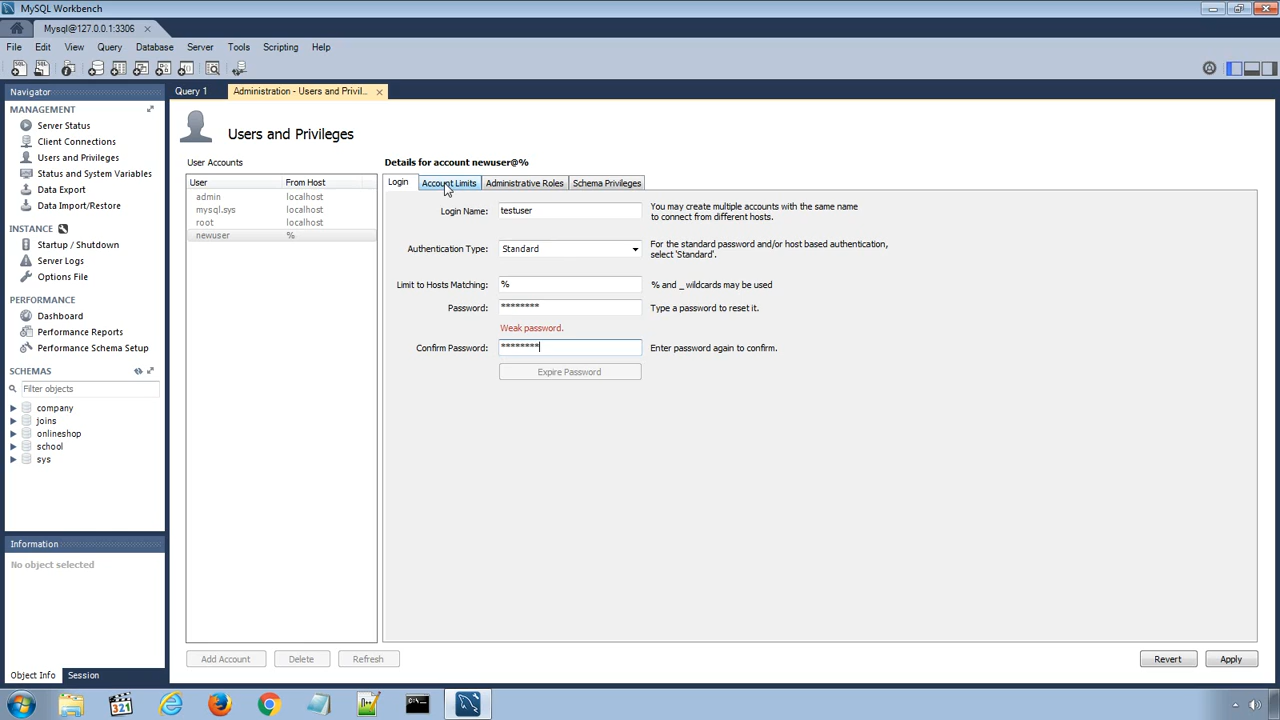 MySQL Workbench
Mysql@127.0.0.1:3306
File Edit View Query Database Server Tools Scripting Help
Navigator
MANAGEMENT
Server Status
Client Connections
Users and Privileges
Status and System Variables
Data Export
Data Import/Restore
INSTANCE
Startup / Shutdown
Server Logs
Options File
PERFORMANCE
Dashboard
Performance Reports
Performance Schema Setup
SCHEMAS
Filter objects
company
joins
onlineshop
school
sys
Information
No object selected
Object Info Session
Query 1 Administration - Users and Privil...
Users and Privileges
User Accounts
User From Host
admin localhost
mysql.sys localhost
root localhost
newuser %
Add Account Delete Refresh
Details for account newuser@%
Login Account Limits Administrative Roles Schema Privileges
Login Name: testuser You may create multiple accounts with the same name
to connect from different hosts.
Authentication Type: Standard For the standard password and/or host based authentication,
select 'Standard'.
Limit to Hosts Matching: % % and _ wildcards may be used
Password: ******** Type a password to reset it.
Weak password.
Confirm Password: ******** Enter password again to confirm.
Expire Password
Revert Apply